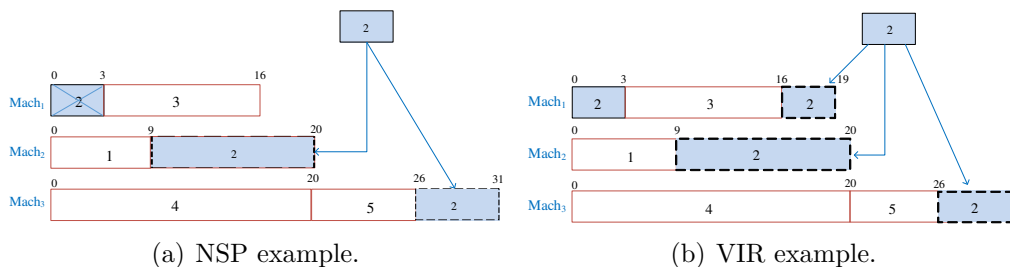 2
2
0 3 16
0 3 16 19
Mach1 2 3
Mach1 2 3 2
0 9 20
0 9 20
Mach2 1 2
Mach2 1 2
0 20 26 31
0 20 26
Mach3 4 5 2
Mach3 4 5 2
(a) NSP example.
(b) VIR example.